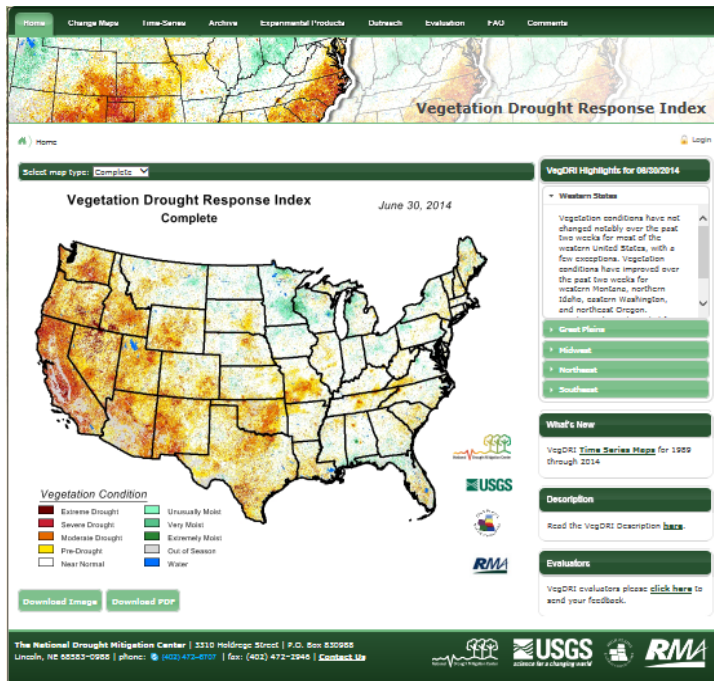 Home Change Maps Time-Series Archive Experimental Products Outreach Evaluation FAQ Comments
Vegetation Drought Response Index
Home
Login
Select map type: Complete
Vegetation Drought Response Index
Complete
June 30, 2014
Vegetation Condition
Extreme Drought
Severe Drought
Moderate Drought
Pre-Drought
Near Normal
Unusually Moist
Very Moist
Extremely Moist
Out of Season
Water
National Drought Mitigation Center
USGS
RMA
Download Image
Download PDF
VegDRI Highlights for 06/30/2014
Western States
Vegetation conditions have not
changed notably over the past
two weeks for most of the
western United States, with a
few exceptions. Vegetation
conditions have improved over
the past two weeks for
western Montana, northern
Idaho, eastern Washington,
and northeast Oregon.
Great Plains
Midwest
Northeast
Southeast
What's New
VegDRI Time Series Maps for 1989
through 2014
Description
Read the VegDRI Description here.
Evaluators
VegDRI evaluators please click here to
send your feedback.
The National Drought Mitigation Center | 3310 Holdrege Street | P.O. Box 830988
Lincoln, NE 68583-0988 | phone: (402) 472-6707 | fax: (402) 472-2946 | Contact Us
National Drought Mitigation Center
USGS
science for a changing world
RMA